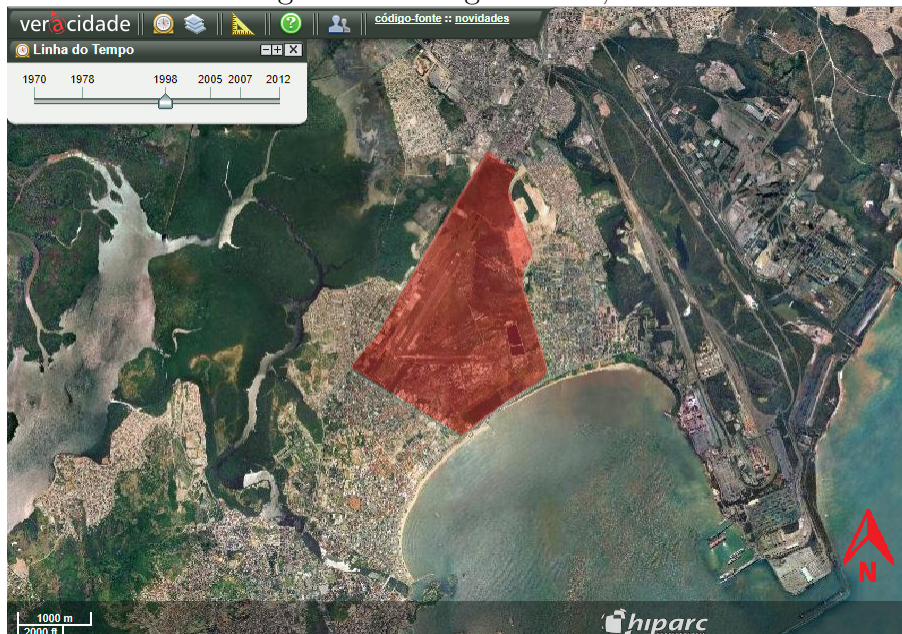 veracidade
código-fonte :: novidades
Linha do Tempo
1970 1978 1998 2005 2007 2012
N
1000 m
2000 ft
hiparc